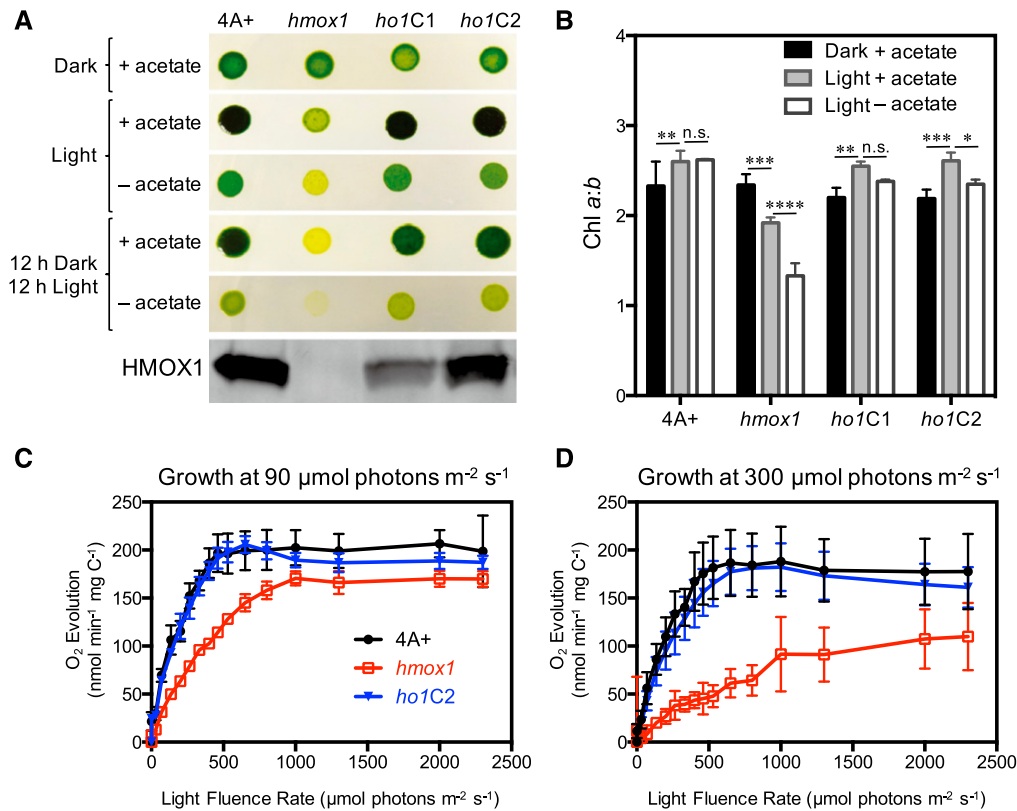 A
4A+ hmox1 ho1C1 ho1C2
Dark + acetate
Light + acetate
− acetate
12 h Dark
12 h Light
+ acetate
− acetate
HMOX1
B
Chl a:b
4
3
2
1
0
Dark + acetate
Light + acetate
Light − acetate
** n.s. *** **** ** n.s. *** *
4A+ hmox1 ho1C1 ho1C2
C
Growth at 90 µmol photons m⁻² s⁻¹
O₂ Evolution
(nmol min⁻¹ mg C⁻¹)
250
200
150
100
50
0
4A+
hmox1
ho1C2
0 500 1000 1500 2000 2500
Light Fluence Rate (µmol photons m⁻² s⁻¹)
D
Growth at 300 µmol photons m⁻² s⁻¹
O₂ Evolution
(nmol min⁻¹ mg C⁻¹)
250
200
150
100
50
0
0 500 1000 1500 2000 2500
Light Fluence Rate (µmol photons m⁻² s⁻¹)